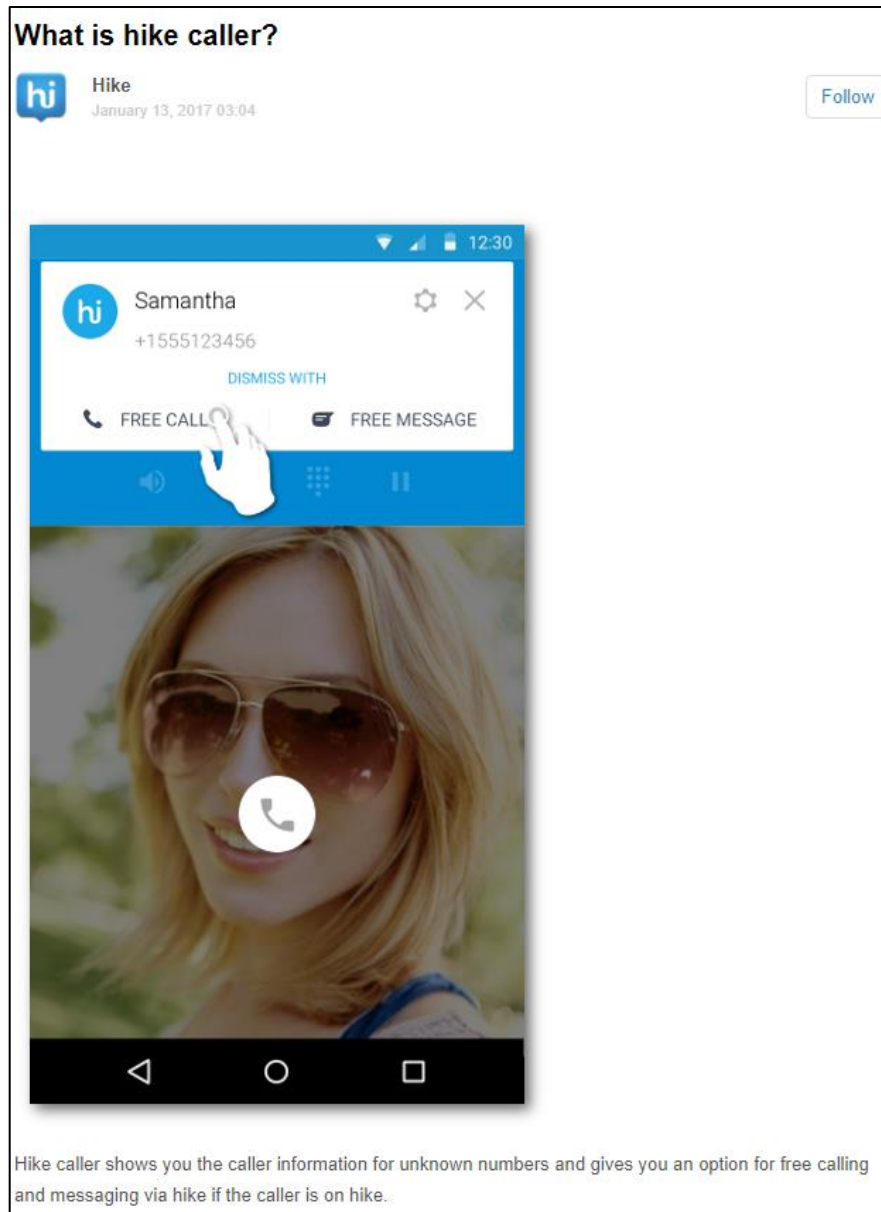 What is hike caller?
hi
Hike
January 13, 2017 03:04
Follow
12:30
hi
Samantha
+1555123456
DISMISS WITH
FREE CALL
FREE MESSAGE
Hike caller shows you the caller information for unknown numbers and gives you an option for free calling
and messaging via hike if the caller is on hike.